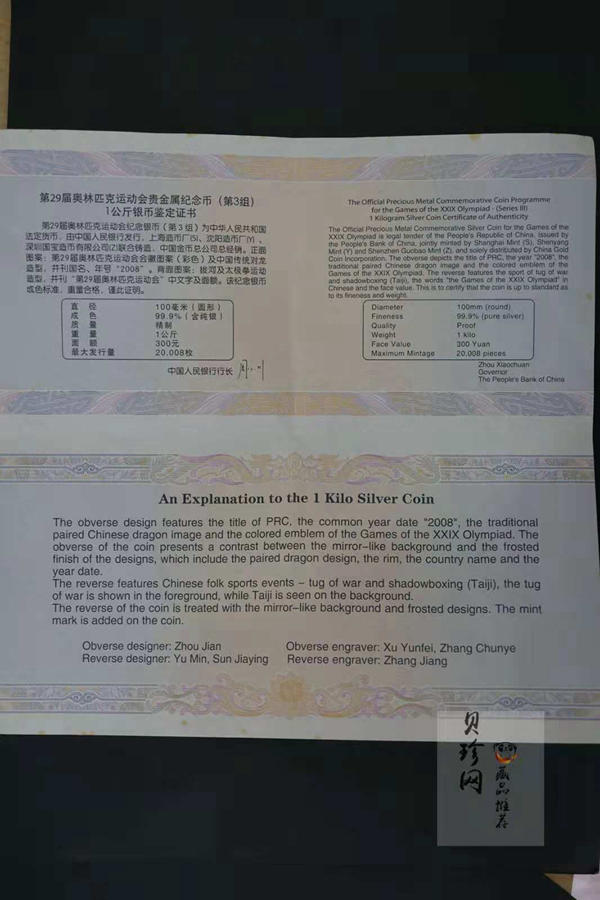 第29届奥林匹克运动会贵金属纪念币（第3组）
1公斤银币鉴定证书
第29届奥林匹克运动会纪念银币（第3组）为中华人民共和国
法定货币，由中国人民银行发行，上海造币厂(S)、沈阳造币厂(Y)、
深圳国宝造币有限公司(Z)联合铸造，中国金币总公司总经销。正面
图案：第29届奥林匹克运动会会徽图案（彩色）及中国传统对龙
造型，并刊国名、年号“2008”。背面图案：拔河及太极拳运动
造型，并刊“第29届奥林匹克运动会”中文字及面额。该纪念银币
成色标准，重量合格，谨此证明。
直 径 100毫米（圆形）
成 色 99.9%（含纯银）
质 量 精制
重 量 1公斤
面 额 300元
最大发行量 20,008枚
中国人民银行行长
The Official Precious Metal Commemorative Coin Programme
for the Games of the XXIX Olympiad - (Series III)
1 Kilogram Silver Coin Certificate of Authenticity
The Official Precious Metal Commemorative Silver Coin for the Games of the
XXIX Olympiad is legal tender of the People's Republic of China, issued by
the People's Bank of China, jointly minted by Shanghai Mint (S), Shenyang
Mint (Y) and Shenzhen Guobao Mint (Z), and solely distributed by China Gold
Coin Incorporation. The obverse depicts the title of PRC, the year "2008", the
traditional paired Chinese dragon image and the colored emblem of the
Games of the XXIX Olympiad. The reverse features the sport of tug of war
and shadowboxing (Taiji), the words "the Games of the XXIX Olympiad" in
Chinese and the face value. This is to certify that the coin is up to standard as
to its fineness and weight.
Diameter 100mm (round)
Fineness 99.9% (pure silver)
Quality Proof
Weight 1 kilo
Face Value 300 Yuan
Maximum Mintage 20,008 pieces
Zhou Xiaochuan
Governor
The People's Bank of China
An Explanation to the 1 Kilo Silver Coin
The obverse design features the title of PRC, the common year date "2008", the traditional
paired Chinese dragon image and the colored emblem of the Games of the XXIX Olympiad. The
obverse of the coin presents a contrast between the mirror-like background and the frosted
finish of the designs, which include the paired dragon design, the rim, the country name and the
year date.
The reverse features Chinese folk sports events - tug of war and shadowboxing (Taiji), the tug
of war is shown in the foreground, while Taiji is seen on the background.
The reverse of the coin is treated with the mirror-like background and frosted designs. The mint
mark is added on the coin.
Obverse designer: Zhou Jian Obverse engraver: Xu Yunfei, Zhang Chunye
Reverse designer: Yu Min, Sun Jiaying Reverse engraver: Zhang Jiang
贝珍网
藏品推荐